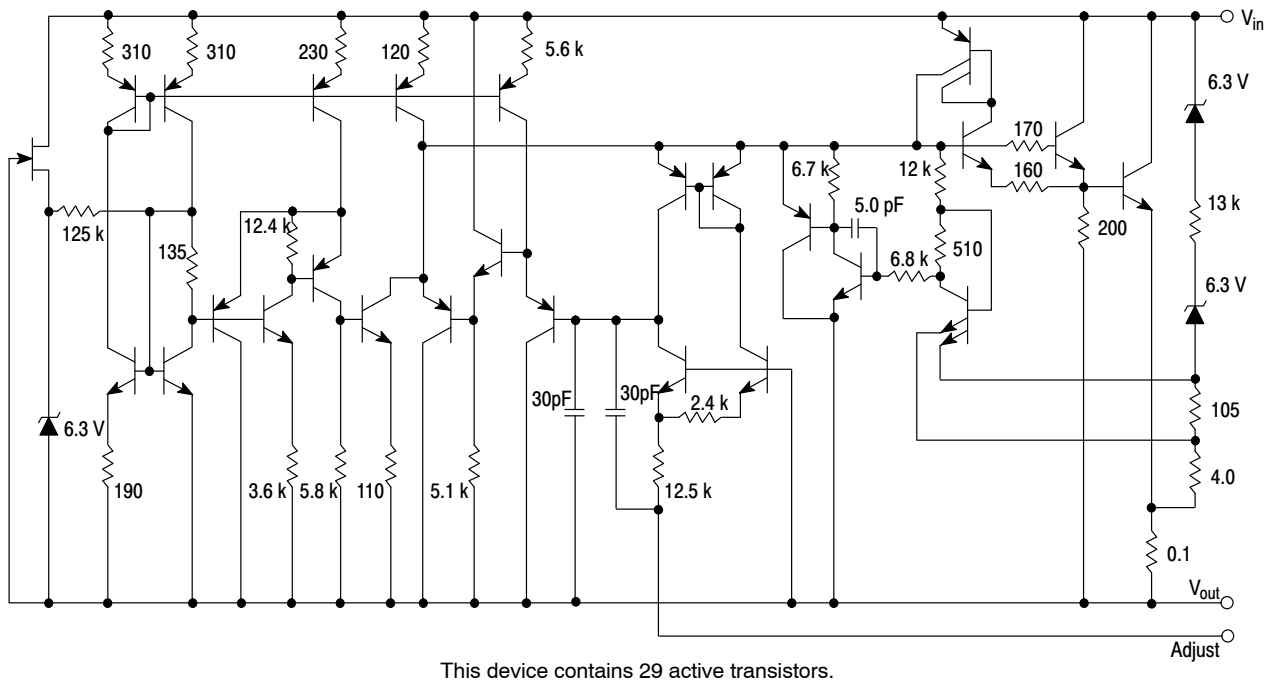 310
310
230
120
5.6 k
V_in
6.3 V
170
160
6.7 k
12 k
5.0 pF
13 k
125 k
135
12.4 k
6.8 k
510
200
6.3 V
30pF
30pF
2.4 k
105
6.3 V
190
3.6 k
5.8 k
110
5.1 k
12.5 k
4.0
0.1
V_out
Adjust
This device contains 29 active transistors.